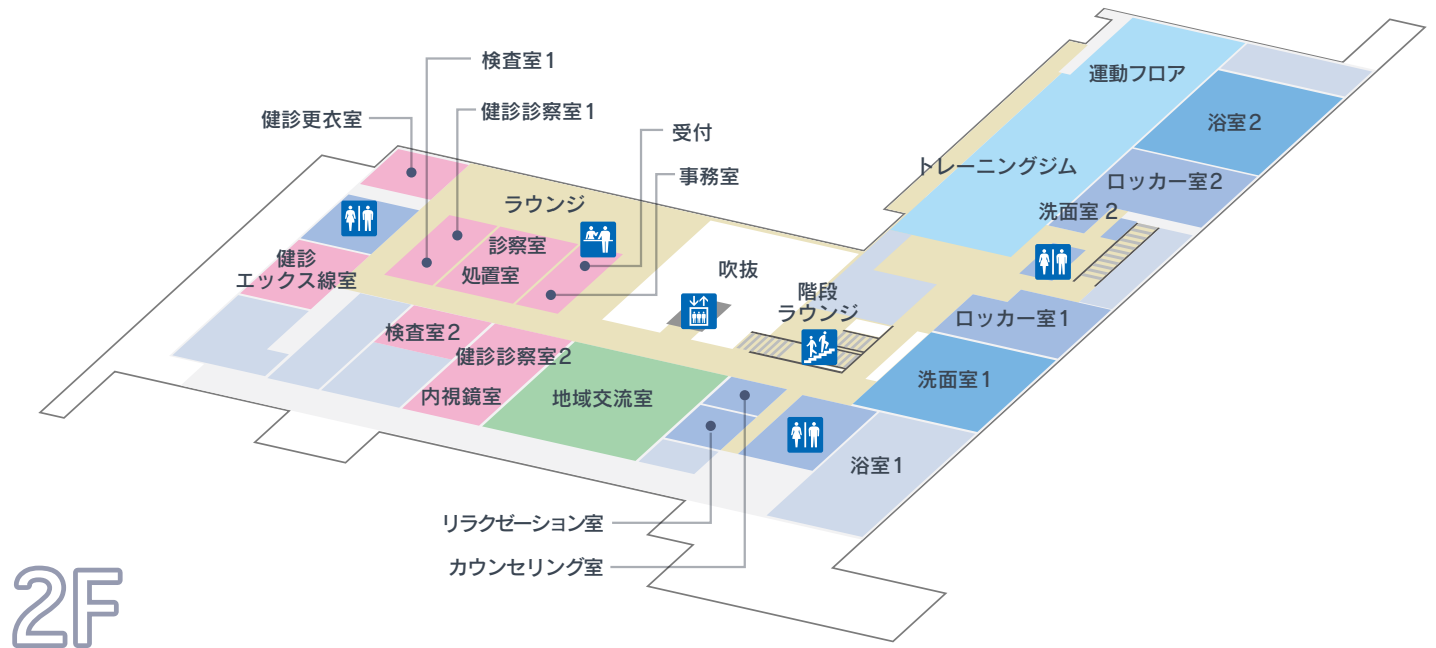 検査室1
健診診察室1
健診更衣室
受付
事務室
運動フロア
浴室2
トレーニングジム
ロッカー室2
洗面室2
ラウンジ
診察室
処置室
健診
エックス線室
吹抜
階段
ラウンジ
ロッカー室1
検査室2
健診診察室2
内視鏡室
地域交流室
洗面室1
浴室1
リラクゼーション室
カウンセリング室
2F